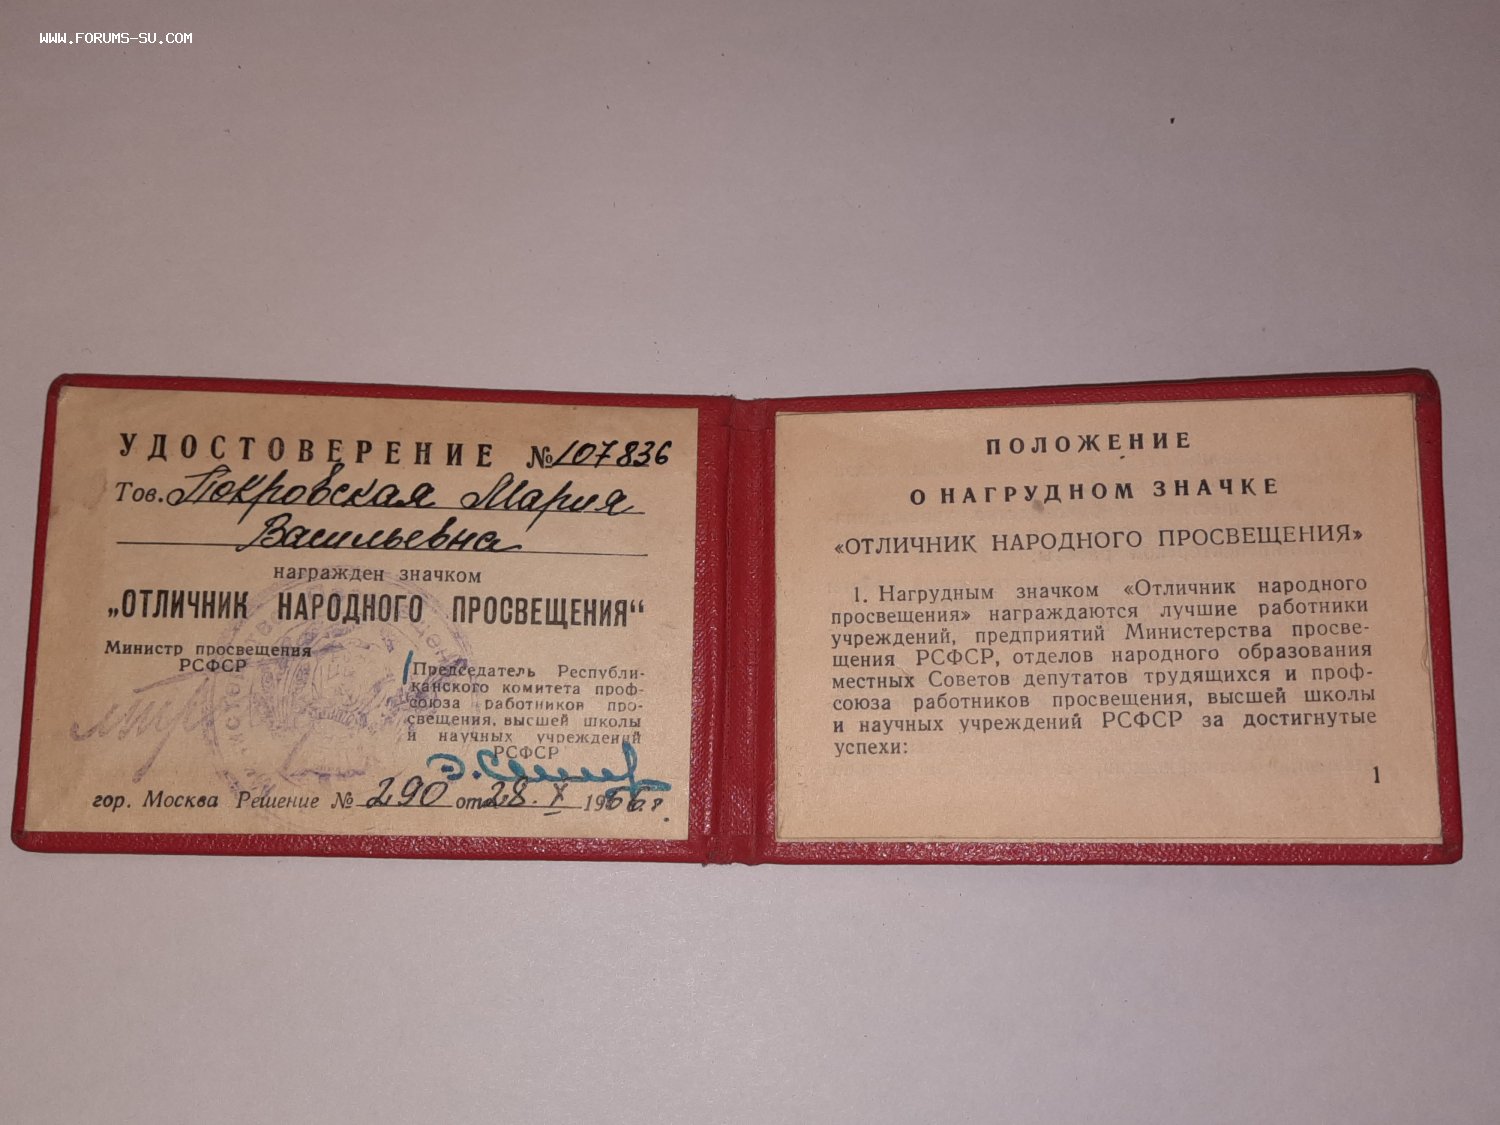 WWW.FORUMS-SU.COM
УДОСТОВЕРЕНИЕ №107836
Тов. Покровская Мария
Васильевна
награжден значком
„ОТЛИЧНИК НАРОДНОГО ПРОСВЕЩЕНИЯ“
Министр просвещения
РСФСР
Председатель Республи-
канского комитета проф-
союза работников про-
свещения, высшей школы
и научных учреждений
РСФСР
гор. Москва Решение № 290 от 28.X 1966 г.
ПОЛОЖЕНИЕ
О НАГРУДНОМ ЗНАЧКЕ
«ОТЛИЧНИК НАРОДНОГО ПРОСВЕЩЕНИЯ»
1. Нагрудным значком «Отличник народного
просвещения» награждаются лучшие работники
учреждений, предприятий Министерства просве-
щения РСФСР, отделов народного образования
местных Советов депутатов трудящихся и проф-
союза работников просвещения, высшей школы
и научных учреждений РСФСР за достигнутые
успехи:
1